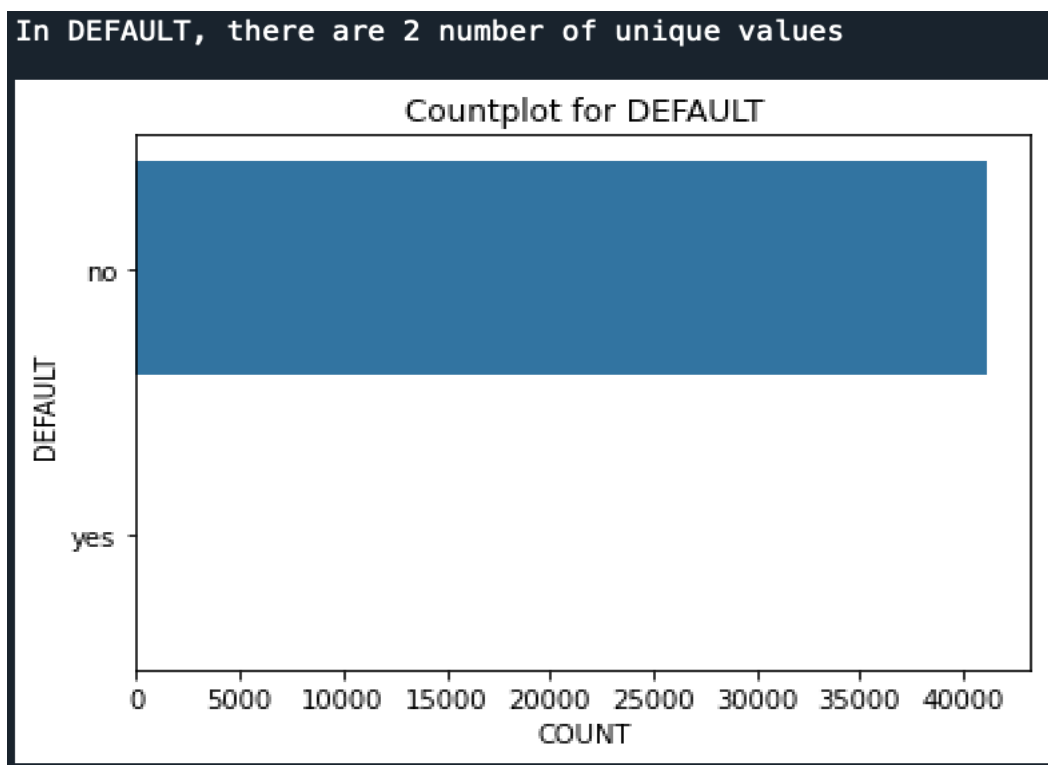 In DEFAULT, there are 2 number of unique values
Countplot for DEFAULT
no
DEFAULT
yes
0 5000 10000 15000 20000 25000 30000 35000 40000
COUNT